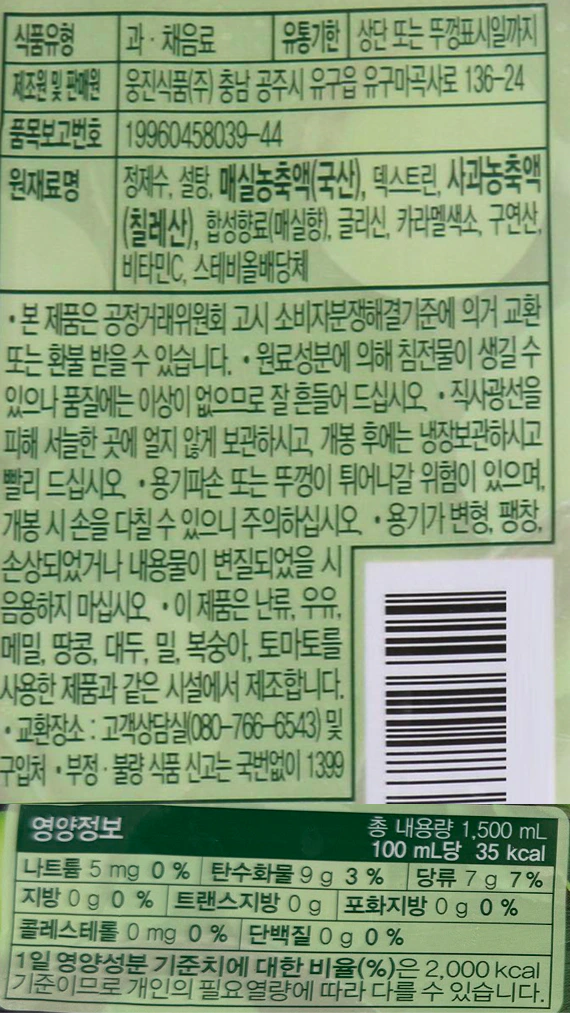 식품유형 과·채음료 유통기한 상단 또는 뚜껑표시일까지
제조원 및 판매원 웅진식품(주) 충남 공주시 유구읍 유구마곡사로 136-24
품목보고번호 19960458039-44
원재료명 정제수, 설탕, 매실농축액(국산), 덱스트린, 사과농축액
(칠레산), 합성향료(매실향), 글리신, 카라멜색소, 구연산,
비타민C, 스테비올배당체
•본 제품은 공정거래위원회 고시 소비자분쟁해결기준에 의거 교환
또는 환불 받을 수 있습니다. •원료성분에 의해 침전물이 생길 수
있으나 품질에는 이상이 없으므로 잘 흔들어 드십시오. •직사광선을
피해 서늘한 곳에 얼지 않게 보관하시고, 개봉 후에는 냉장보관하시고
빨리 드십시오. •용기파손 또는 뚜껑이 튀어나갈 위험이 있으며,
개봉 시 손을 다칠 수 있으니 주의하십시오. •용기가 변형, 팽창,
손상되었거나 내용물이 변질되었을 시
음용하지 마십시오. •이 제품은 난류, 우유,
메밀, 땅콩, 대두, 밀, 복숭아, 토마토를
사용한 제품과 같은 시설에서 제조합니다.
•교환장소 : 고객상담실(080-766-6543) 및
구입처 •부정·불량 식품 신고는 국번없이 1399
영양정보 총 내용량 1,500 mL
100 mL당 35 kcal
나트륨 5 mg 0 % 탄수화물 9 g 3 % 당류 7 g 7 %
지방 0 g 0 % 트랜스지방 0 g 포화지방 0 g 0 %
콜레스테롤 0 mg 0 % 단백질 0 g 0 %
1일 영양성분 기준치에 대한 비율(%)은 2,000 kcal
기준이므로 개인의 필요열량에 따라 다를 수 있습니다.